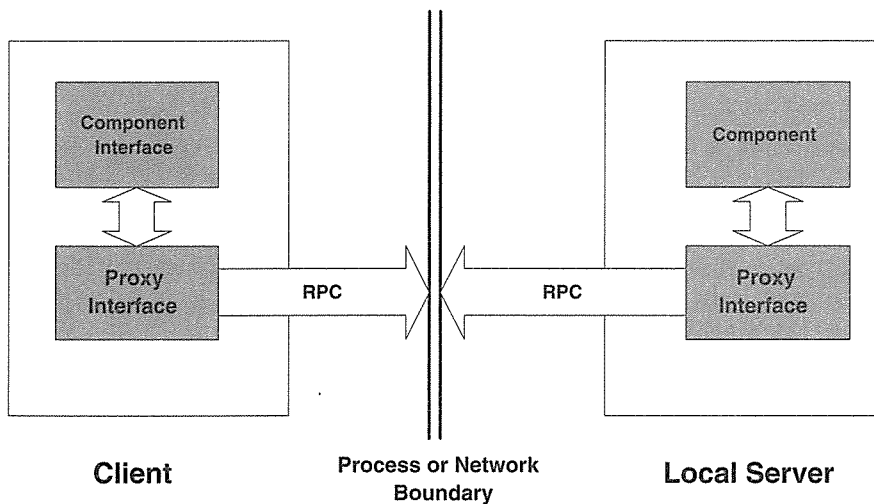 Component
Interface
Component
Proxy
Interface
RPC
RPC
Proxy
Interface
Client
Process or Network
Boundary
Local Server